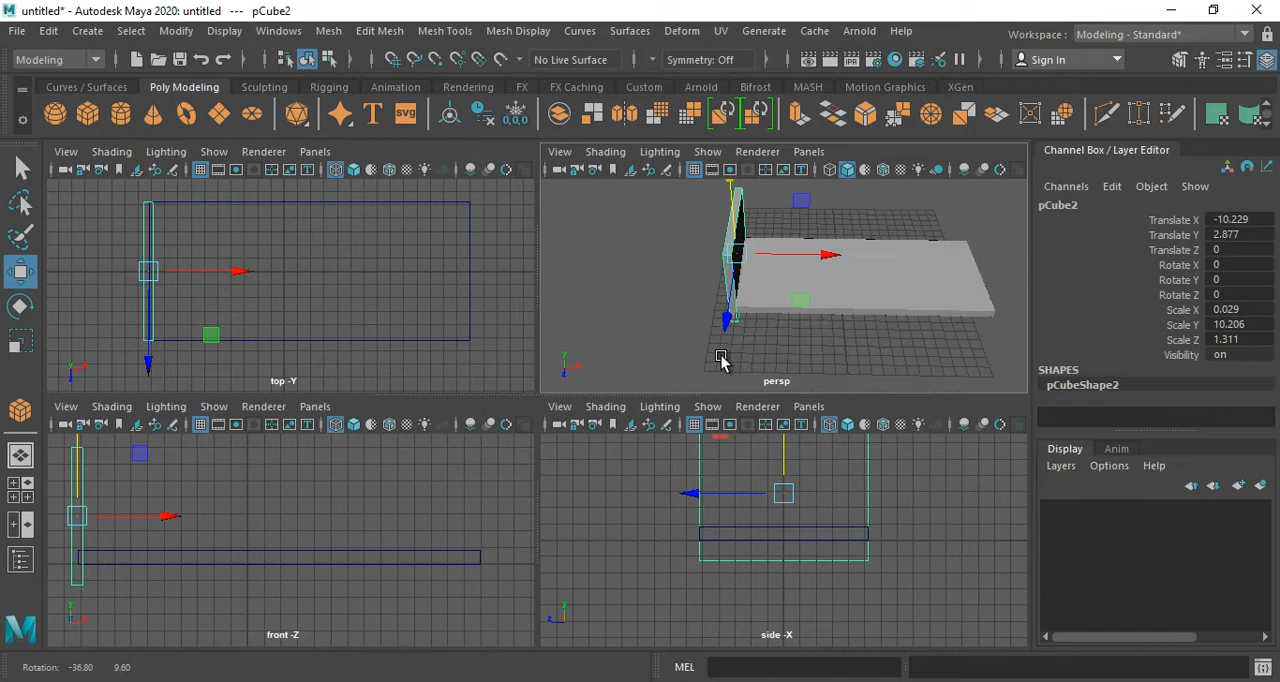 untitled* - Autodesk Maya 2020: untitled --- pCube2
File Edit Create Select Modify Display Windows Mesh Edit Mesh Mesh Tools Mesh Display Curves Surfaces Deform UV Generate Cache Arnold Help Workspace : Modeling - Standard*
Modeling No Live Surface Symmetry: Off Sign In
Curves / Surfaces Poly Modeling Sculpting Rigging Animation Rendering FX FX Caching Custom Arnold Bifrost MASH Motion Graphics XGen
T SVG 0,0,0
View Shading Lighting Show Renderer Panels
top -Y
View Shading Lighting Show Renderer Panels
persp
View Shading Lighting Show Renderer Panels
front -Z
View Shading Lighting Show Renderer Panels
side -X
Channel Box / Layer Editor
Channels Edit Object Show
pCube2
Translate X -10.229
Translate Y 2.877
Translate Z 0
Rotate X 0
Rotate Y 0
Rotate Z 0
Scale X 0.029
Scale Y 10.206
Scale Z 1.311
Visibility on
SHAPES
pCubeShape2
Display Anim
Layers Options Help
Rotation: -36.80 9.60
MEL